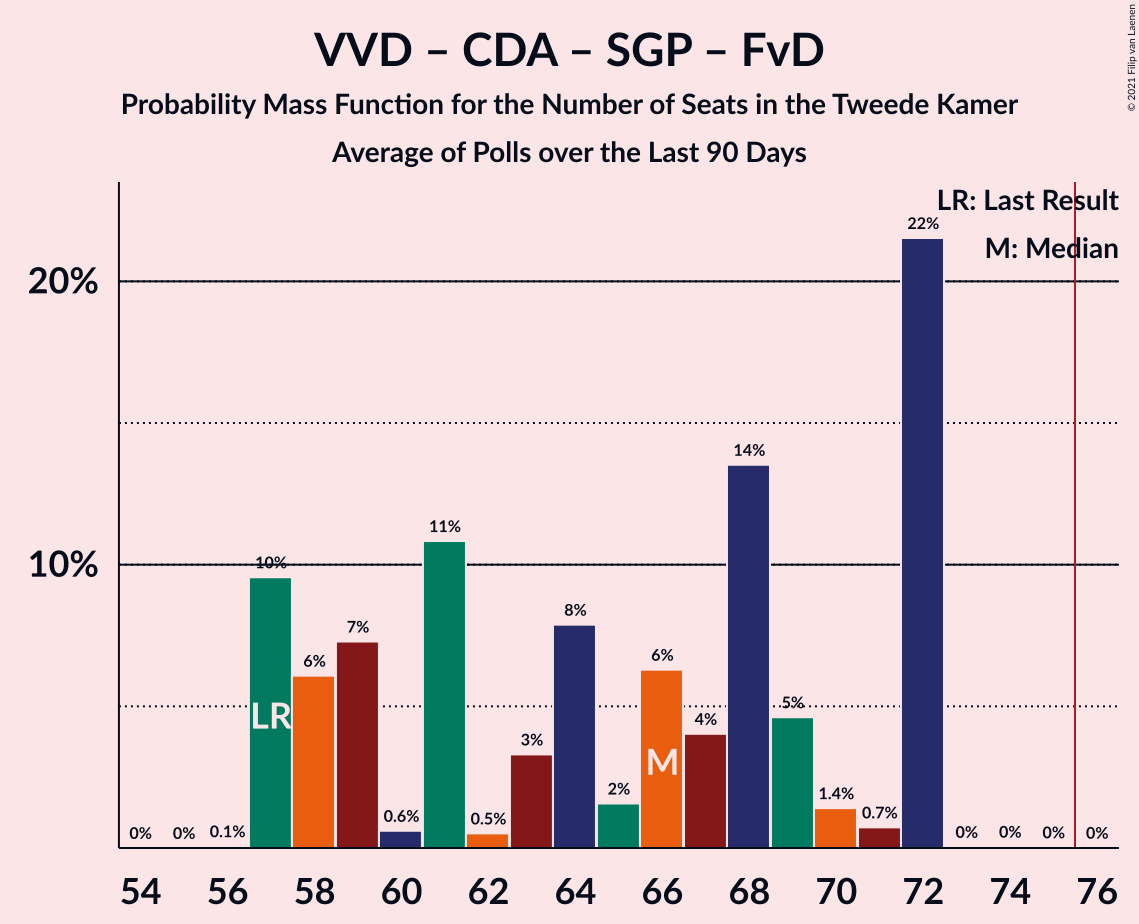 VVD – CDA – SGP – FvD
Probability Mass Function for the Number of Seats in the Tweede Kamer
Average of Polls over the Last 90 Days
© 2021 Filip van Laenen
LR: Last Result
M: Median
20%
10%
0%
0%
0.1%
10%
6%
7%
0.6%
11%
0.5%
3%
8%
2%
6%
4%
14%
5%
1.4%
0.7%
22%
0%
0%
0%
0%
LR
M
54 56 58 60 62 64 66 68 70 72 74 76